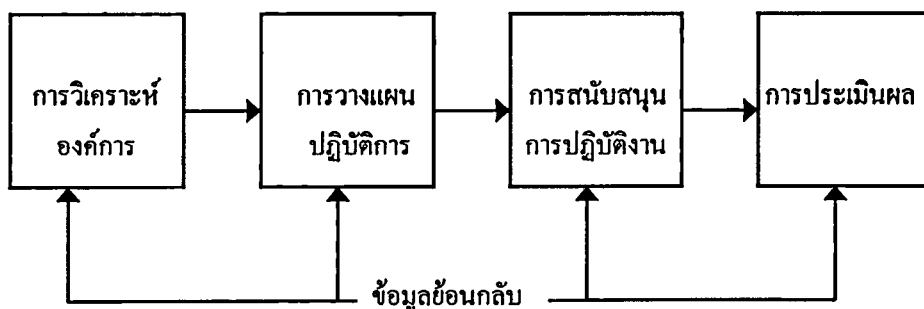 การวิเคราะห์
องค์การ
การวางแผน
ปฏิบัติการ
การสนับสนุน
การปฏิบัติงาน
การประเมินผล
ข้อมูลย้อนกลับ